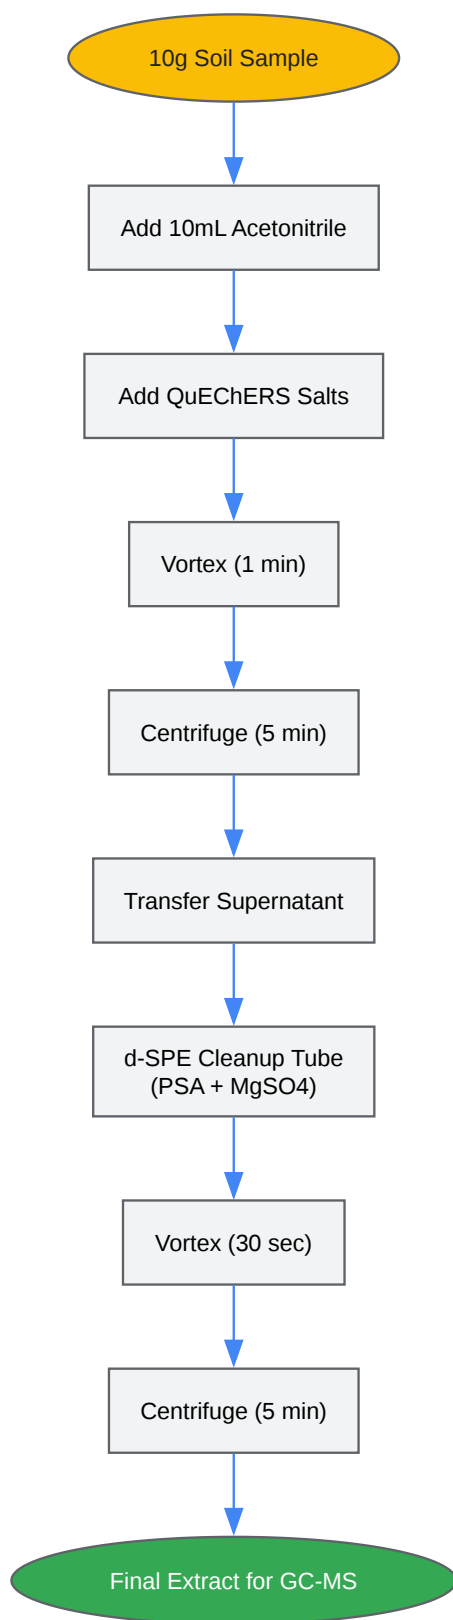 10g Soil Sample
Add 10mL Acetonitrile
Add QuEChERS Salts
Vortex (1 min)
Centrifuge (5 min)
Transfer Supernatant
d-SPE Cleanup Tube
(PSA + MgSO4)
Vortex (30 sec)
Centrifuge (5 min)
Final Extract for GC-MS